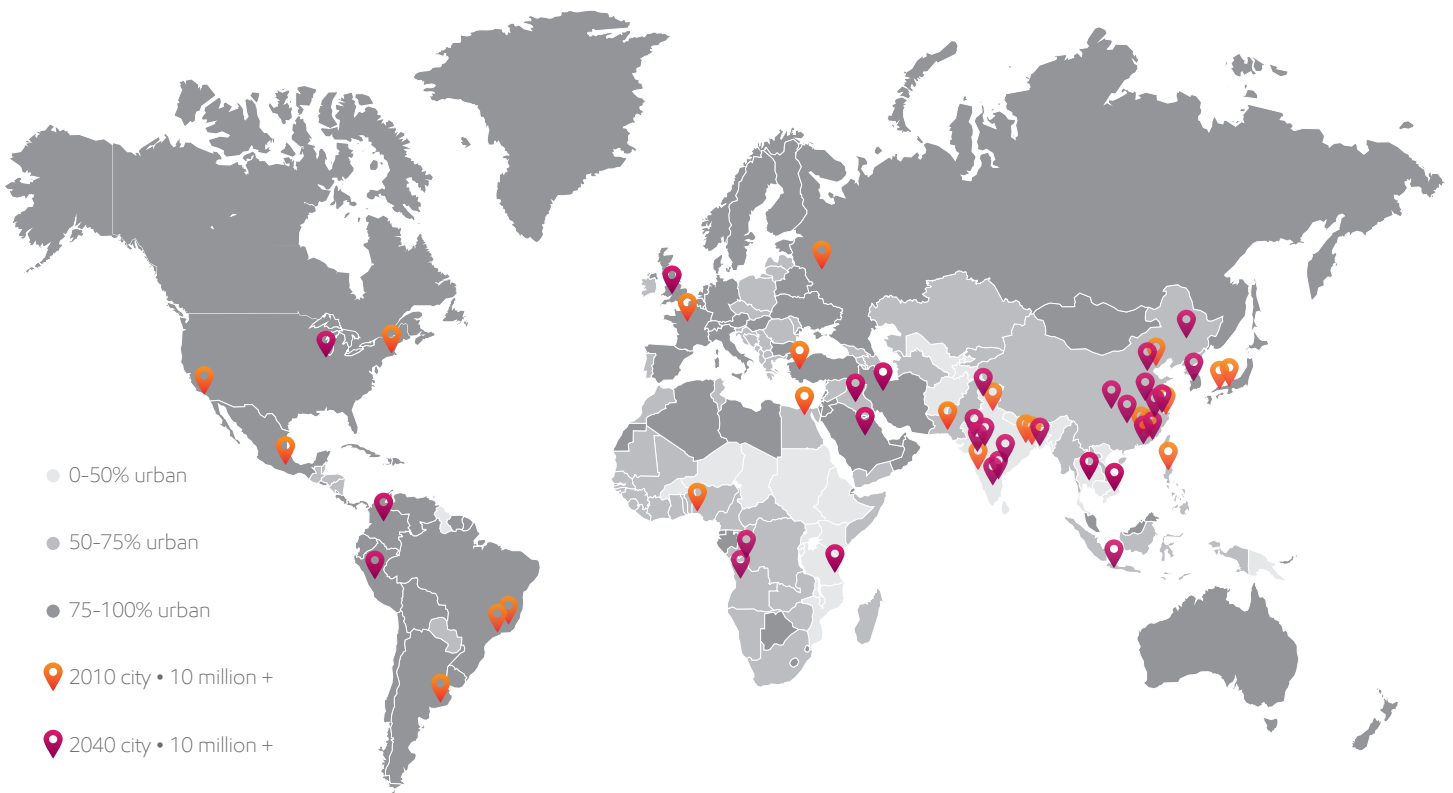 0-50% urban
50-75% urban
75-100% urban
2010 city • 10 million +
2040 city • 10 million +